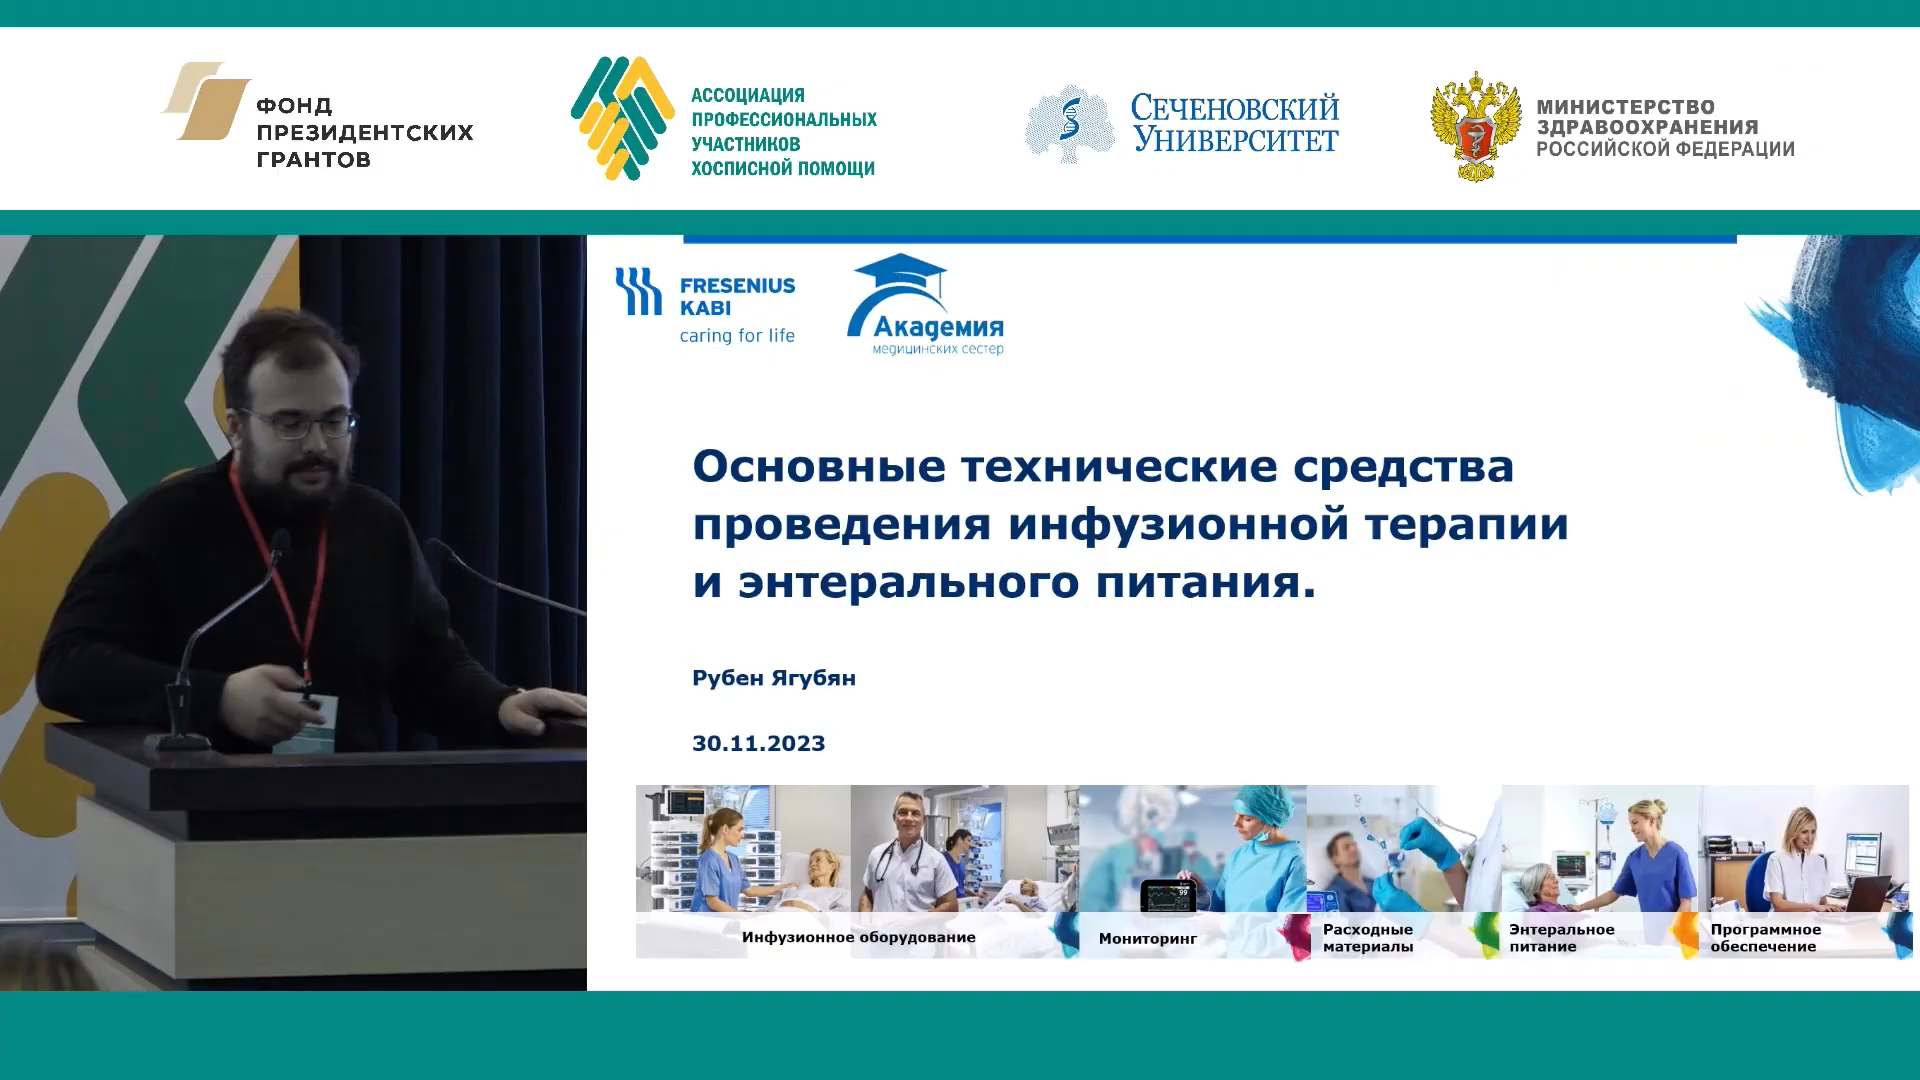 ФОНД
ПРЕЗИДЕНТСКИХ
ГРАНТОВ
АССОЦИАЦИЯ
ПРОФЕССИОНАЛЬНЫХ
УЧАСТНИКОВ
ХОСПИСНОЙ ПОМОЩИ
СЕЧЕНОВСКИЙ
УНИВЕРСИТЕТ
МИНИСТЕРСТВО
ЗДРАВООХРАНЕНИЯ
РОССИЙСКОЙ ФЕДЕРАЦИИ
FRESENIUS
KABI
caring for life
Академия
медицинских сестер
Основные технические средства
проведения инфузионной терапии
и энтерального питания.
Рубен Ягубян
30.11.2023
99
Инфузионное оборудование
Мониторинг
Расходные
материалы
Энтеральное
питание
Программное
обеспечение